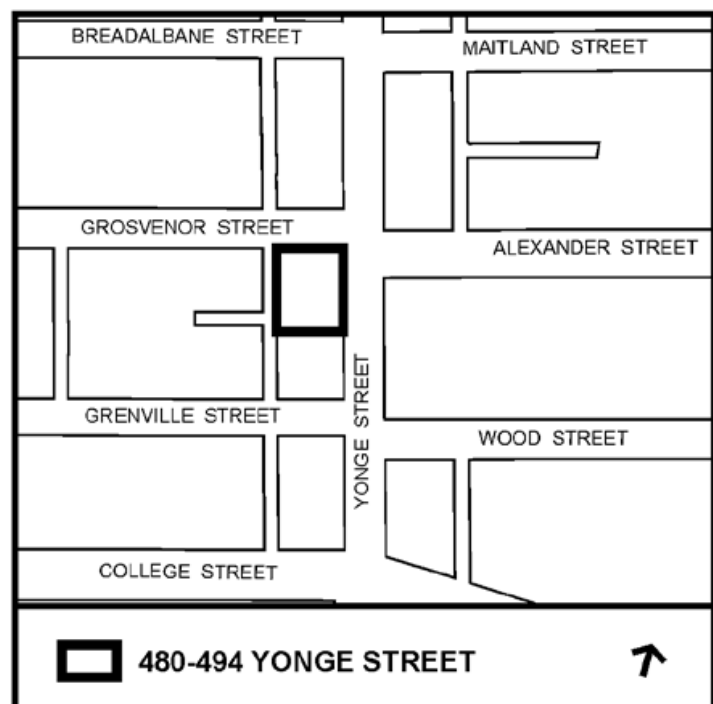 BREADALBANE STREET
MAITLAND STREET
GROSVENOR STREET
ALEXANDER STREET
YONGE STREET
GRENVILLE STREET
WOOD STREET
COLLEGE STREET
480-494 YONGE STREET